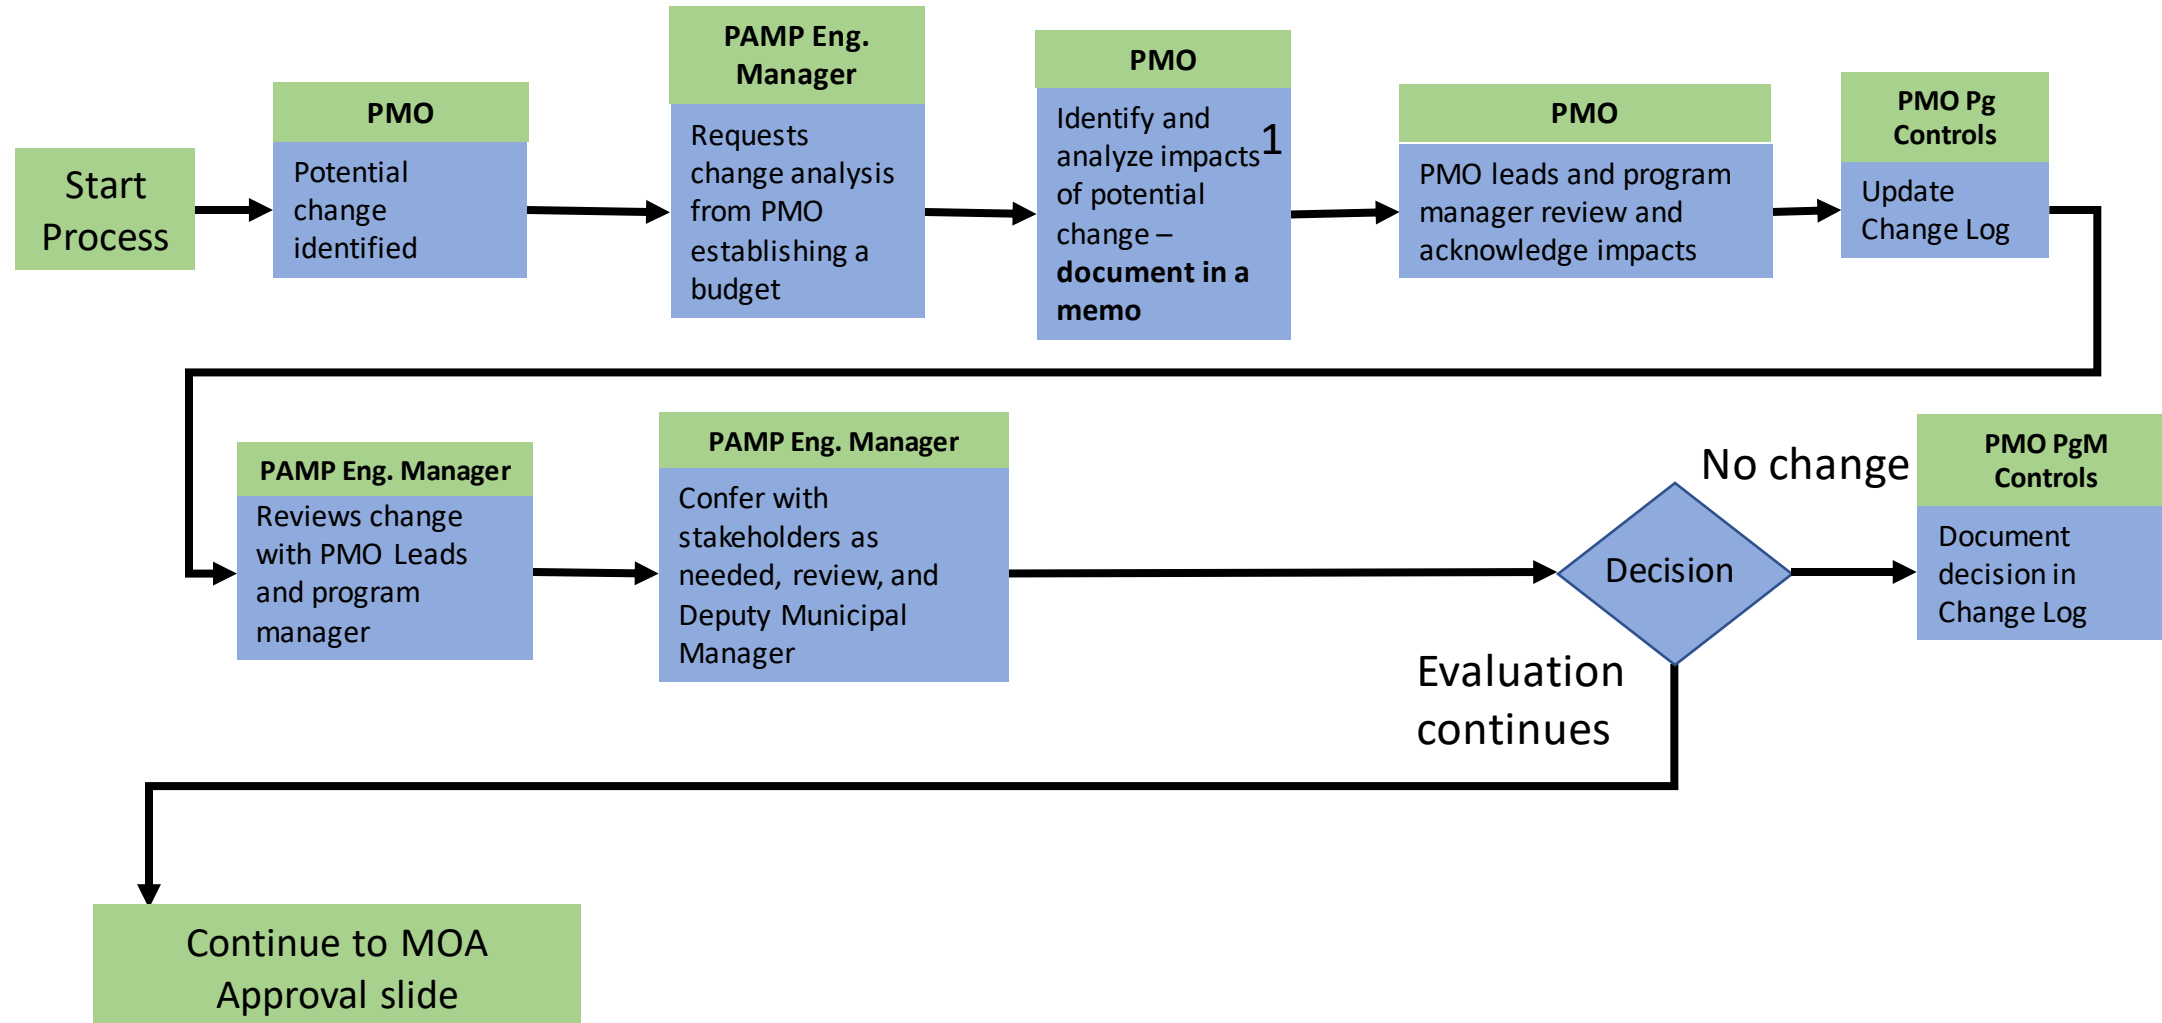 Start
Process
PMO
Potential
change
identified
PAMP Eng.
Manager
Requests
change analysis
from PMO
establishing a
budget
PMO
Identify and
analyze impacts1
of potential
change –
document in a
memo
PMO
PMO leads and program
manager review and
acknowledge impacts
PMO Pg
Controls
Update
Change Log
PAMP Eng. Manager
Reviews change
with PMO Leads
and program
manager
PAMP Eng. Manager
Confer with
stakeholders as
needed, review, and
Deputy Municipal
Manager
Decision
No change
PMO PgM
Controls
Document
decision in
Change Log
Evaluation
continues
Continue to MOA
Approval slide